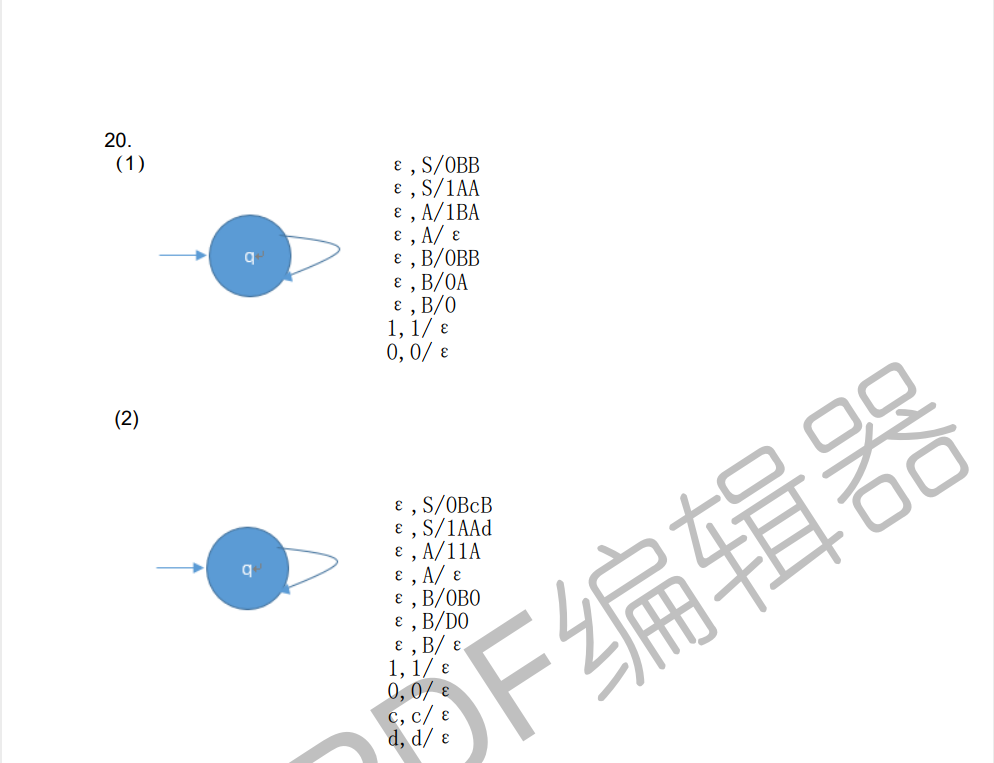 20.
（1）
ε,S/0BB
ε,S/1AA
ε,A/1BA
ε,A/ε
ε,B/0BB
ε,B/0A
ε,B/0
1,1/ε
0,0/ε
q
(2)
ε,S/0BcB
ε,S/1AAd
ε,A/11A
ε,A/ε
ε,B/0B0
ε,B/D0
ε,B/ε
1,1/ε
0,0/ε
c,c/ε
d,d/ε
q
PDF编辑器